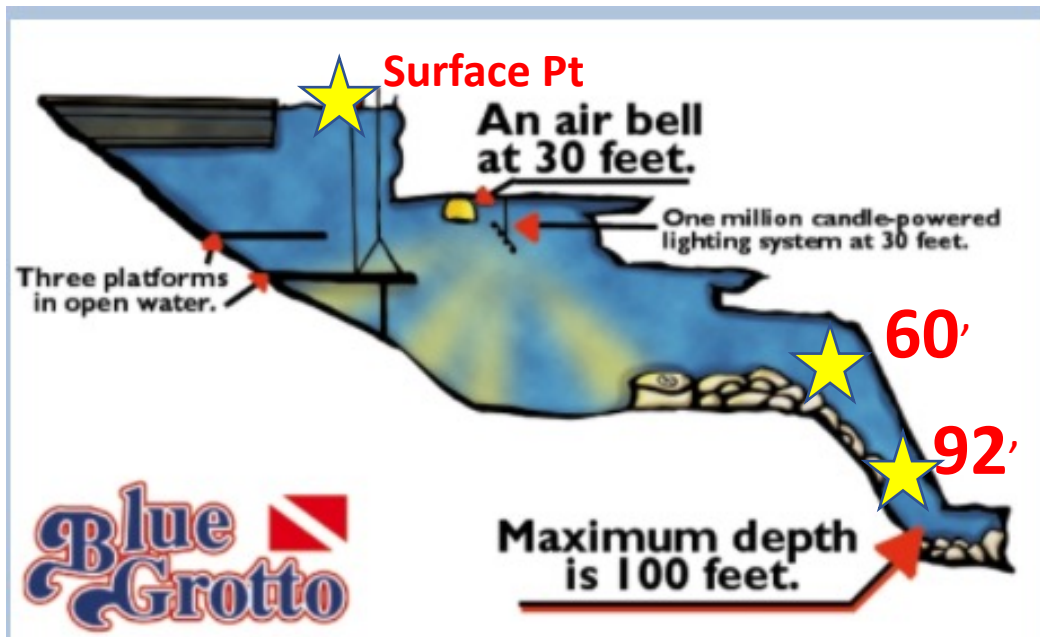 Surface Pt
An air bell
at 30 feet.
One million candle-powered
lighting system at 30 feet.
Three platforms
in open water.
60’
92’
Maximum depth
is 100 feet.
Blue
Grotto